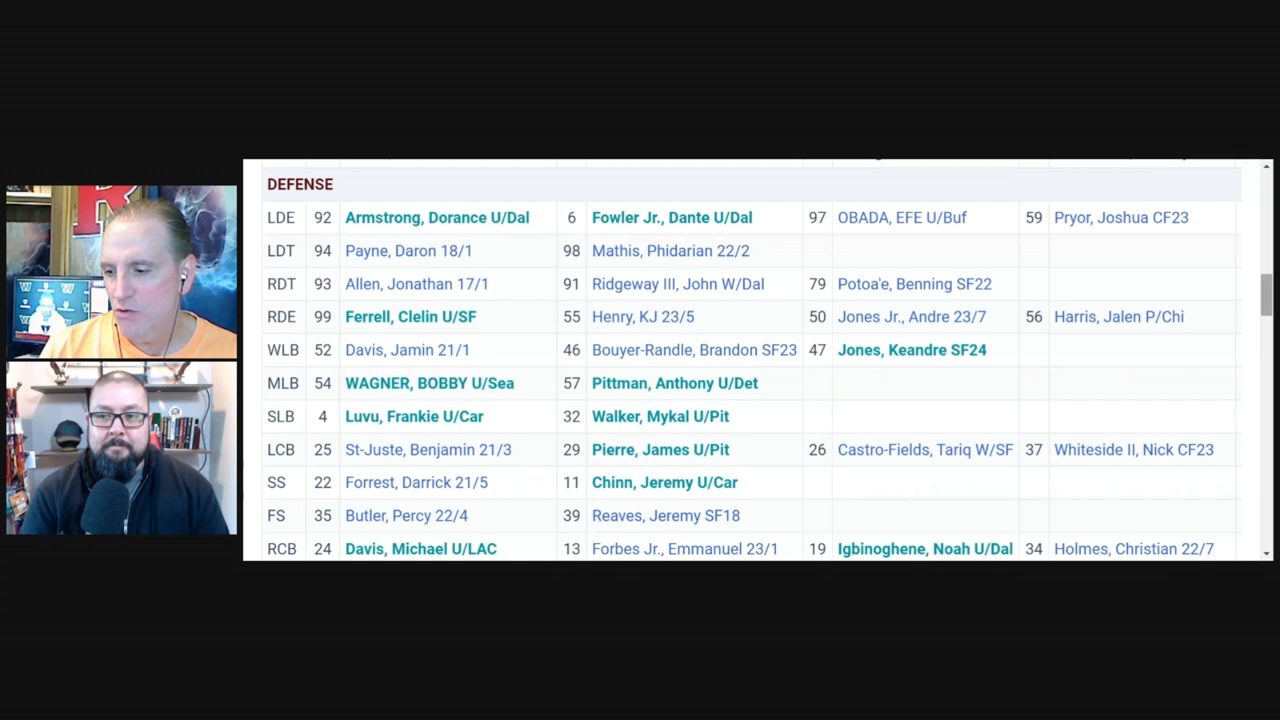 DEFENSE
LDE 92 Armstrong, Dorance U/Dal 6 Fowler Jr., Dante U/Dal 97 OBADA, EFE U/Buf 59 Pryor, Joshua CF23
LDT 94 Payne, Daron 18/1 98 Mathis, Phidarian 22/2
RDT 93 Allen, Jonathan 17/1 91 Ridgeway III, John W/Dal 79 Potoa'e, Benning SF22
RDE 99 Ferrell, Clelin U/SF 55 Henry, KJ 23/5 50 Jones Jr., Andre 23/7 56 Harris, Jalen P/Chi
WLB 52 Davis, Jamin 21/1 46 Bouyer-Randle, Brandon SF23 47 Jones, Keandre SF24
MLB 54 WAGNER, BOBBY U/Sea 57 Pittman, Anthony U/Det
SLB 4 Luvu, Frankie U/Car 32 Walker, Mykal U/Pit
LCB 25 St-Juste, Benjamin 21/3 29 Pierre, James U/Pit 26 Castro-Fields, Tariq W/SF 37 Whiteside II, Nick CF23
SS 22 Forrest, Darrick 21/5 11 Chinn, Jeremy U/Car
FS 35 Butler, Percy 22/4 39 Reaves, Jeremy SF18
RCB 24 Davis, Michael U/LAC 13 Forbes Jr., Emmanuel 23/1 19 Igbinoghene, Noah U/Dal 34 Holmes, Christian 22/7
R